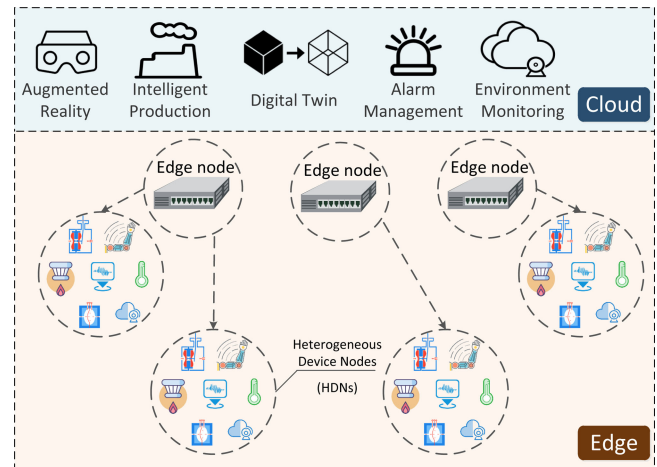 Augmented
Reality
Intelligent
Production
Digital Twin
Alarm
Management
Environment
Monitoring
Cloud
Edge node
Edge node
Edge node
Heterogeneous
Device Nodes
(HDNs)
Edge